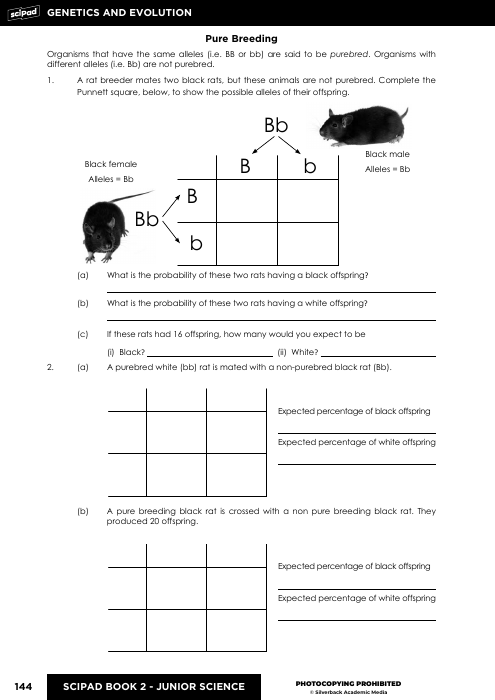 scipad GENETICS AND EVOLUTION
Pure Breeding
Organisms that have the same alleles (i.e. BB or bb) are said to be purebred. Organisms with
different alleles (i.e. Bb) are not purebred.
1. A rat breeder mates two black rats, but these animals are not purebred. Complete the
Punnett square, below, to show the possible alleles of their offspring.
Bb
Black male
Alleles = Bb
B b
Black female
Alleles = Bb
Bb
B
b
(a) What is the probability of these two rats having a black offspring?
(b) What is the probability of these two rats having a white offspring?
(c) If these rats had 16 offspring, how many would you expect to be
(i) Black? (ii) White?
2. (a) A purebred white (bb) rat is mated with a non-purebred black rat (Bb).
Expected percentage of black offspring
Expected percentage of white offspring
(b) A pure breeding black rat is crossed with a non pure breeding black rat. They
produced 20 offspring.
Expected percentage of black offspring
Expected percentage of white offspring
144 SCIPAD BOOK 2 - JUNIOR SCIENCE
PHOTOCOPYING PROHIBITED
© Silverback Academic Media